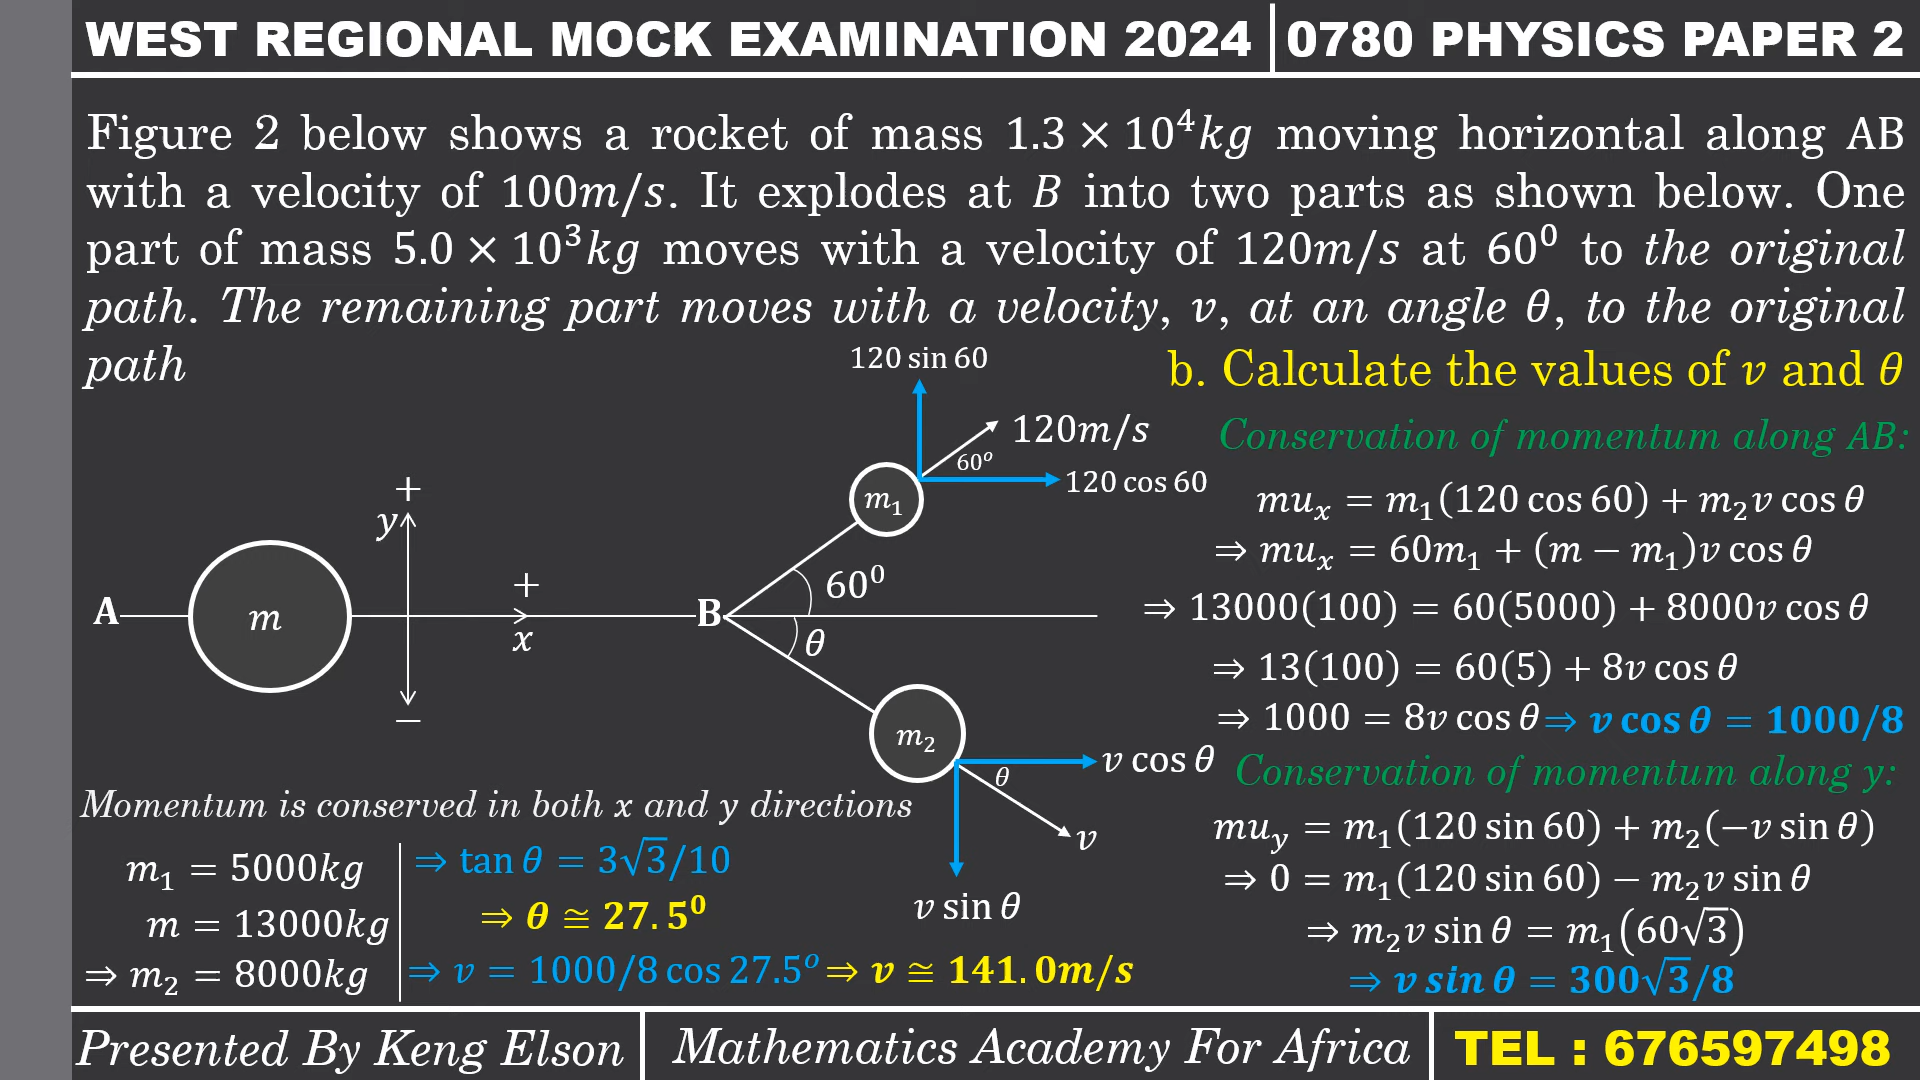 WEST REGIONAL MOCK EXAMINATION 2024 | 0780 PHYSICS PAPER 2
Figure 2 below shows a rocket of mass 1.3 × 10⁴kg moving horizontal along AB
with a velocity of 100m/s. It explodes at B into two parts as shown below. One
part of mass 5.0 × 10³kg moves with a velocity of 120m/s at 60⁰ to the original
path. The remaining part moves with a velocity, v, at an angle θ, to the original
path
b. Calculate the values of v and θ
120 sin 60
120m/s
60ᵒ
120 cos 60
m₁
+
y
A
m
+
x
−
B
60⁰
θ
m₂
v cos θ
θ
v
v sin θ
Momentum is conserved in both x and y directions
m₁ = 5000kg
m = 13000kg
⇒ m₂ = 8000kg
⇒ tan θ = 3√3/10
⇒ θ ≅ 27.5⁰
⇒ v = 1000/8 cos 27.5ᵒ ⇒ v ≅ 141.0m/s
Conservation of momentum along AB:
muₓ = m₁(120 cos 60) + m₂v cos θ
⇒ muₓ = 60m₁ + (m − m₁)v cos θ
⇒ 13000(100) = 60(5000) + 8000v cos θ
⇒ 13(100) = 60(5) + 8v cos θ
⇒ 1000 = 8v cos θ ⇒ v cos θ = 1000/8
Conservation of momentum along y:
mu_y = m₁(120 sin 60) + m₂(−v sin θ)
⇒ 0 = m₁(120 sin 60) − m₂v sin θ
⇒ m₂v sin θ = m₁(60√3)
⇒ v sin θ = 300√3/8
Presented By Keng Elson | Mathematics Academy For Africa | TEL : 676597498